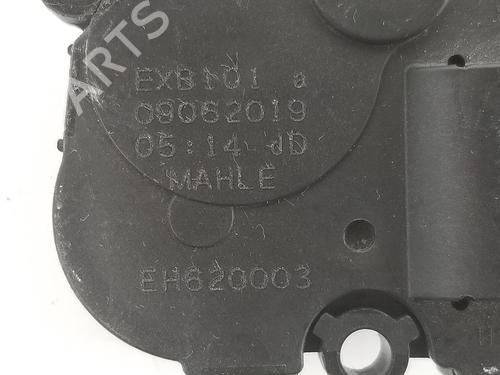 EXB101 a
09062019
05:14 dD
MAHLE
EH620003
ARTS